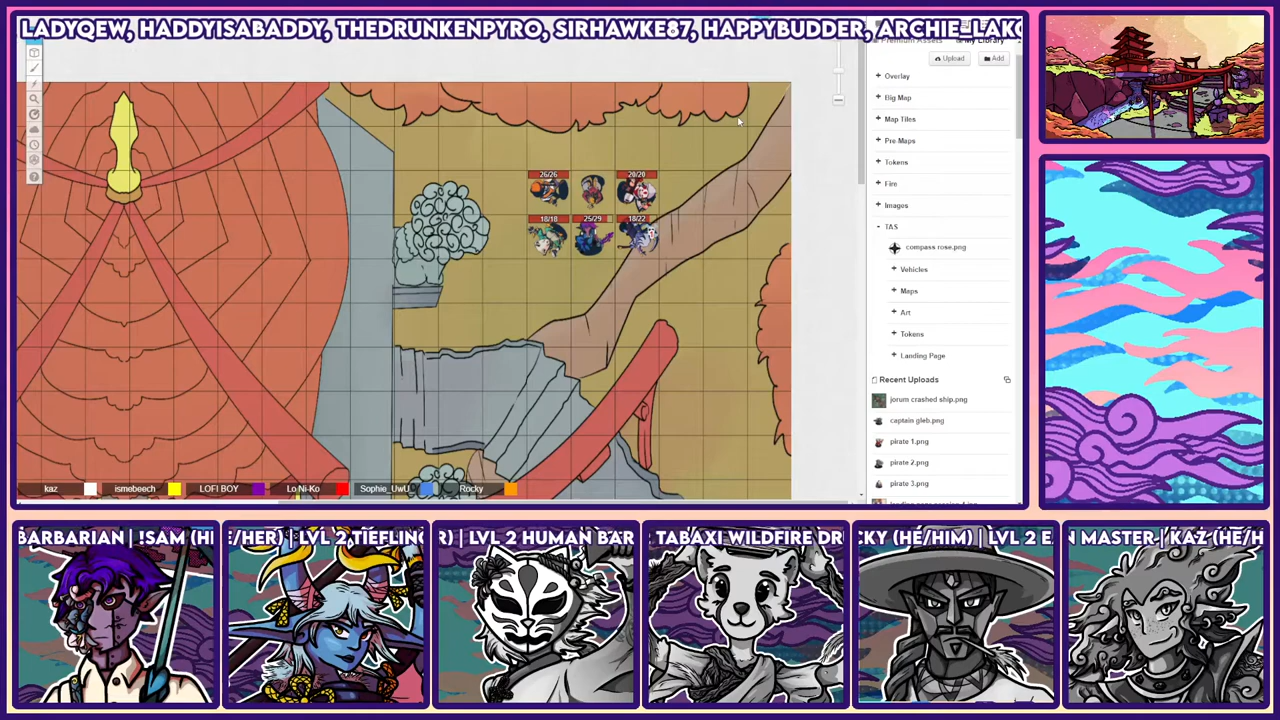 LADYQEW, HADDYISABADDY, THEDRUNKENPYRO, SIRHAWKE87, HAPPYBUDDER, ARCHIE_LAKO
My Library
Upload
Add
Overlay
Big Map
Map Tiles
Pre Maps
Tokens
Fire
Images
TAS
compass rose.png
Vehicles
Maps
Art
Tokens
Landing Page
Recent Uploads
jorum crashed ship.png
captain gleb.png
pirate 1.png
pirate 2.png
pirate 3.png
26/26
20/20
18/18
25/29
18/22
kaz
ismebeech
LOFI BOY
Lo Ni Ko
Sophie_UwU
Rocky
BARBARIAN | !SAM (HI
E/HER) | LVL 2 TIEFLING
R) | LVL 2 HUMAN BAR
TABAXI WILDFIRE DR
CKY (HE/HIM) | LVL 2 E
N MASTER | KAZ (HE/H